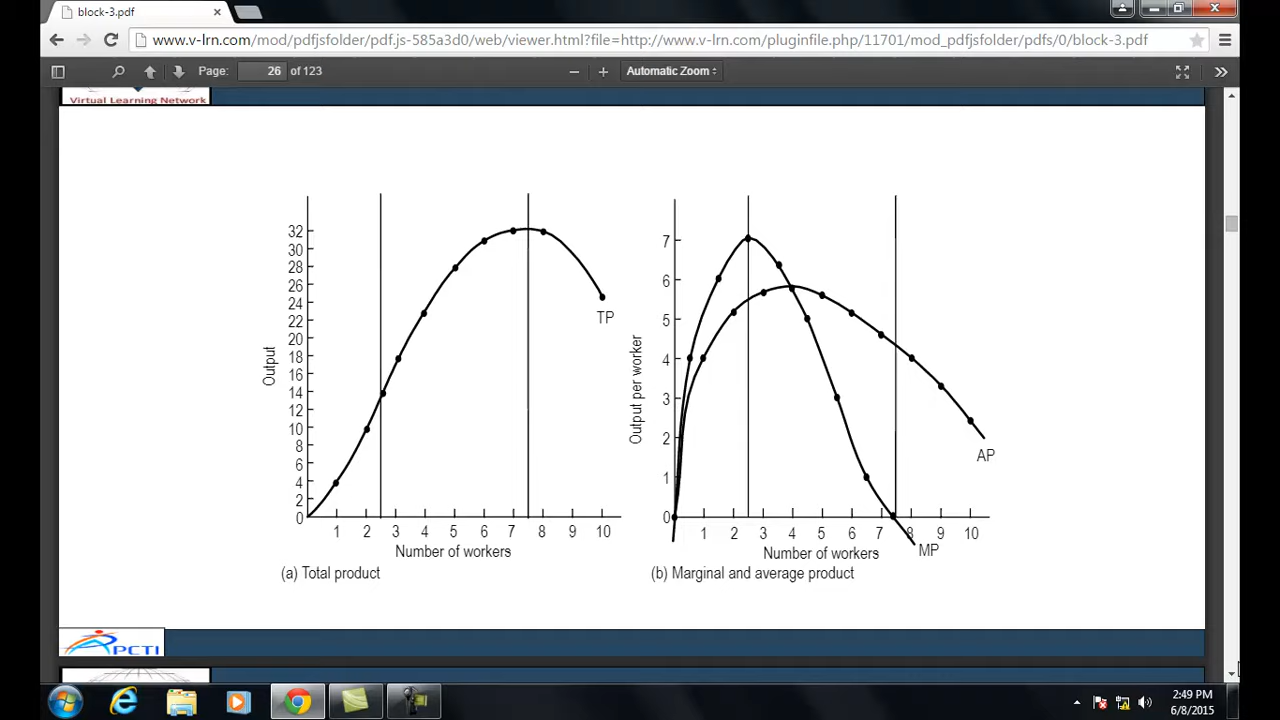 block-3.pdf
www.v-lrn.com/mod/pdfjsfolder/pdf.js-585a3d0/web/viewer.html?file=http://www.v-lrn.com/pluginfile.php/11701/mod_pdfjsfolder/pdfs/0/block-3.pdf
Page: 26 of 123
Automatic Zoom
Virtual Learning Network
32
30
28
26
24
22
20
18
16
14
12
10
8
6
4
2
0
Output
TP
1 2 3 4 5 6 7 8 9 10
Number of workers
(a) Total product
7
6
5
4
3
2
1
0
Output per worker
AP
MP
1 2 3 4 5 6 7 8 9 10
Number of workers
(b) Marginal and average product
PCTI
2:49 PM
6/8/2015